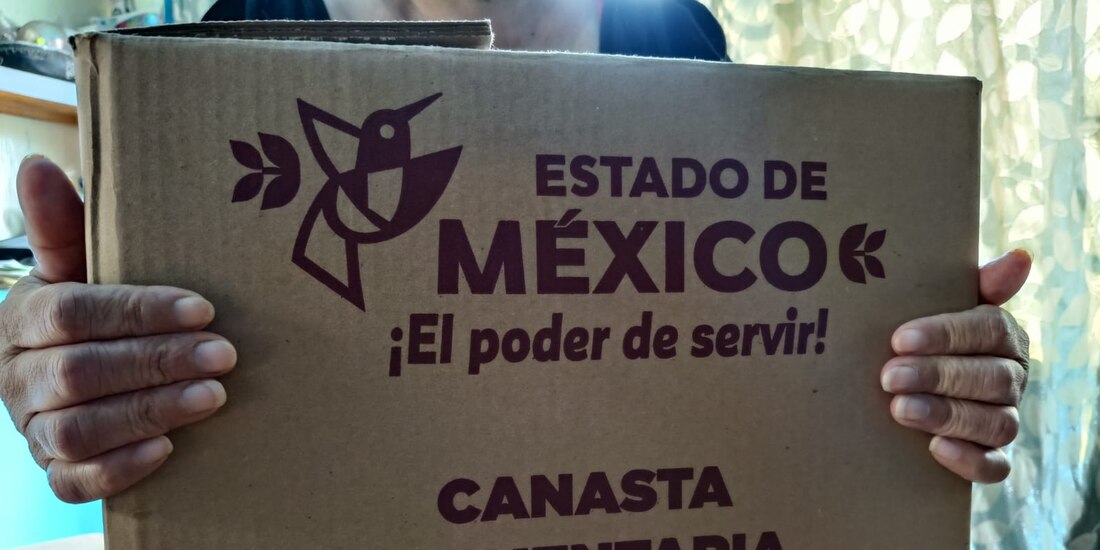 ESTADO DE
MÉXICO
¡El poder de servir!
CANASTA